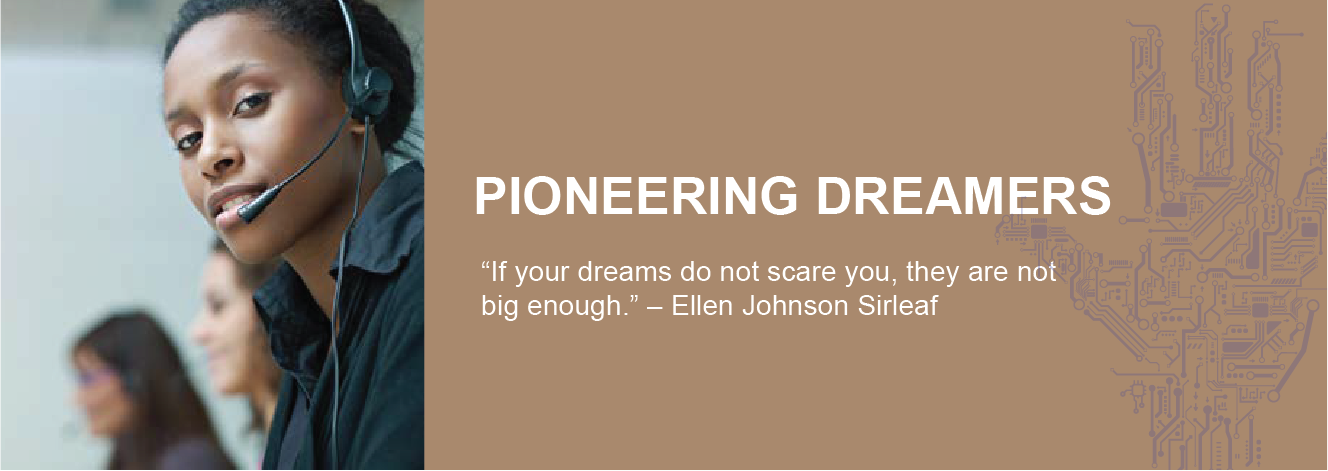 PIONEERING DREAMERS
“If your dreams do not scare you, they are not
big enough.” – Ellen Johnson Sirleaf